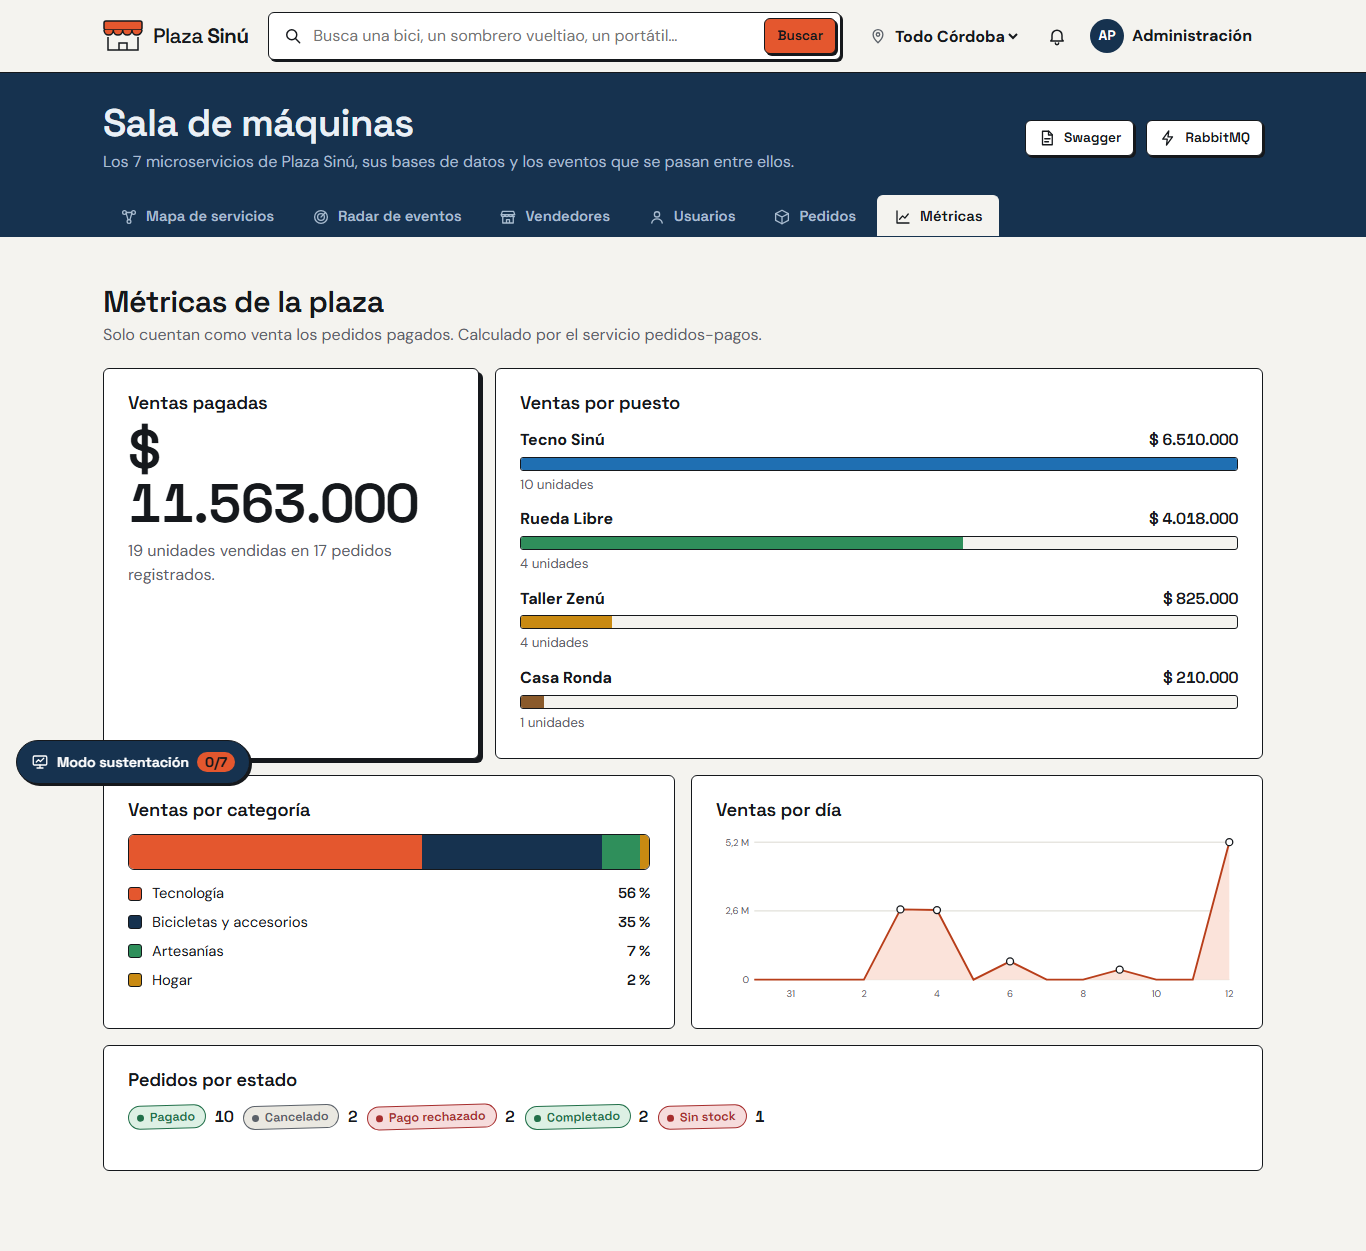 Plaza Sinú
Busca una bici, un sombrero vueltiao, un portátil...
Buscar
Todo Córdoba
AP
Administración
Sala de máquinas
Los 7 microservicios de Plaza Sinú, sus bases de datos y los eventos que se pasan entre ellos.
Swagger
RabbitMQ
Mapa de servicios
Radar de eventos
Vendedores
Usuarios
Pedidos
Métricas
Métricas de la plaza
Solo cuentan como venta los pedidos pagados. Calculado por el servicio pedidos-pagos.
Ventas pagadas
$
11.563.000
19 unidades vendidas en 17 pedidos
registrados.
Ventas por puesto
Tecno Sinú $ 6.510.000
10 unidades
Rueda Libre $ 4.018.000
4 unidades
Taller Zenú $ 825.000
4 unidades
Casa Ronda $ 210.000
1 unidades
Modo sustentación 0/7
Ventas por categoría
Tecnología 56 %
Bicicletas y accesorios 35 %
Artesanías 7 %
Hogar 2 %
Ventas por día
5,2 M
2,6 M
0
31 2 4 6 8 10 12
Pedidos por estado
Pagado 10 Cancelado 2 Pago rechazado 2 Completado 2 Sin stock 1